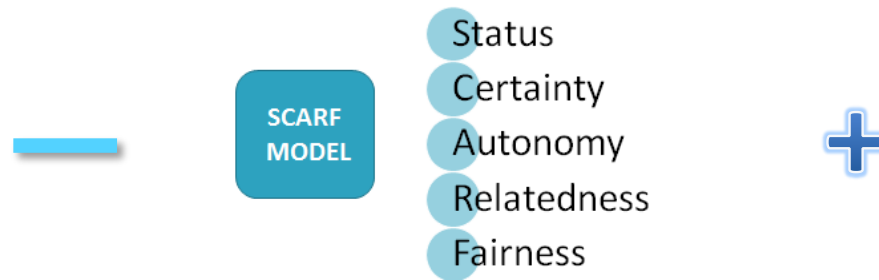 SCARF
MODEL
Status
Certainty
Autonomy
Relatedness
Fairness